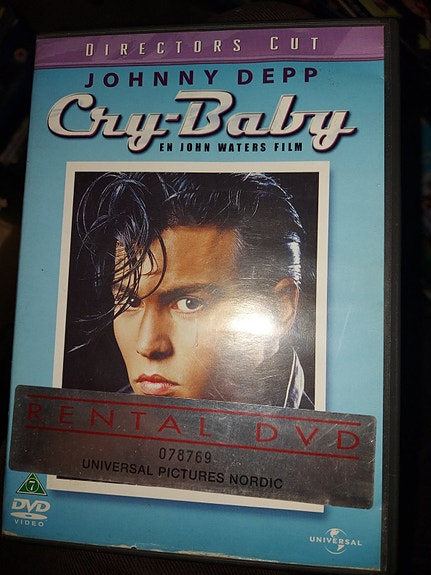 DIRECTORS CUT
JOHNNY DEPP
Cry-Baby
EN JOHN WATERS FILM
RENTAL DVD
078769
UNIVERSAL PICTURES NORDIC
7
DVD
VIDEO
UNIVERSAL